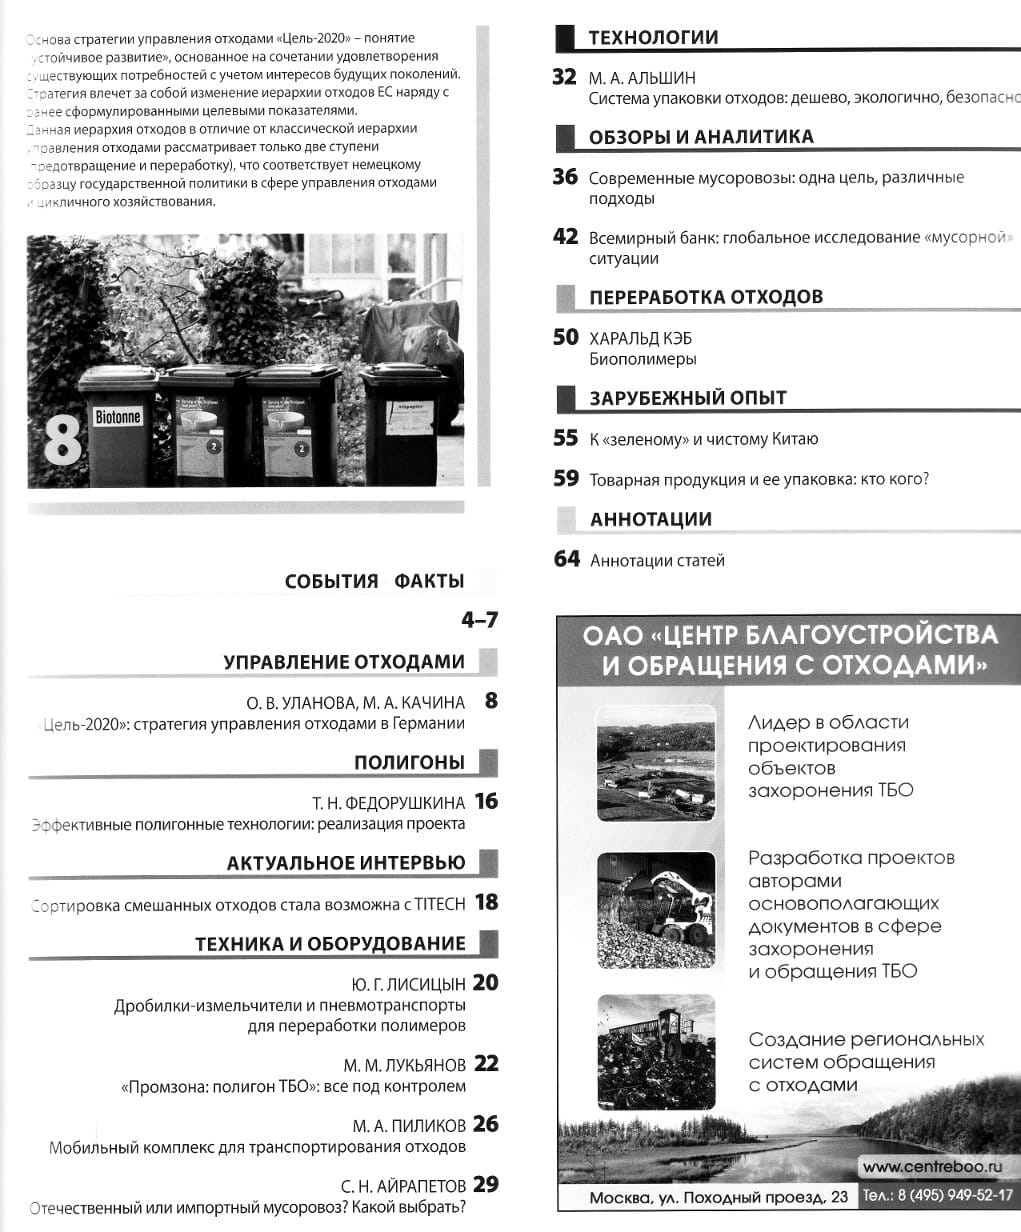 Основа стратегии управления отходами «Цель-2020» – понятие
устойчивое развитие», основанное на сочетании удовлетворения
существующих потребностей с учетом интересов будущих поколений.
Стратегия влечет за собой изменение иерархии отходов ЕС наряду с
ранее сформулированными целевыми показателями.
Данная иерархия отходов в отличие от классической иерархии
управления отходами рассматривает только две ступени
предотвращение и переработку), что соответствует немецкому
образцу государственной политики в сфере управления отходами
и цикличного хозяйствования.
8
Biotonne
2
2
Altpapier
СОБЫТИЯ ФАКТЫ
4–7
УПРАВЛЕНИЕ ОТХОДАМИ
О. В. УЛАНОВА, М. А. КАЧИНА 8
«Цель-2020»: стратегия управления отходами в Германии
ПОЛИГОНЫ
Т. Н. ФЕДОРУШКИНА 16
Эффективные полигонные технологии: реализация проекта
АКТУАЛЬНОЕ ИНТЕРВЬЮ
Сортировка смешанных отходов стала возможна с TITECH 18
ТЕХНИКА И ОБОРУДОВАНИЕ
Ю. Г. ЛИСИЦЫН 20
Дробилки-измельчители и пневмотранспорты
для переработки полимеров
М. М. ЛУКЬЯНОВ 22
«Промзона: полигон ТБО»: все под контролем
М. А. ПИЛИКОВ 26
Мобильный комплекс для транспортирования отходов
С. Н. АЙРАПЕТОВ 29
Отечественный или импортный мусоровоз? Какой выбрать?
ТЕХНОЛОГИИ
32 М. А. АЛЬШИН
Система упаковки отходов: дешево, экологично, безопасно
ОБЗОРЫ И АНАЛИТИКА
36 Современные мусоровозы: одна цель, различные
подходы
42 Всемирный банк: глобальное исследование «мусорной»
ситуации
ПЕРЕРАБОТКА ОТХОДОВ
50 ХАРАЛЬД КЭБ
Биополимеры
ЗАРУБЕЖНЫЙ ОПЫТ
55 К «зеленому» и чистому Китаю
59 Товарная продукция и ее упаковка: кто кого?
АННОТАЦИИ
64 Аннотации статей
ОАО «ЦЕНТР БЛАГОУСТРОЙСТВА
И ОБРАЩЕНИЯ С ОТХОДАМИ»
Лидер в области
проектирования
объектов
захоронения ТБО
Разработка проектов
авторами
основополагающих
документов в сфере
захоронения
и обращения ТБО
Создание региональных
систем обращения
с отходами
www.centreboo.ru
Москва, ул. Походный проезд, 23 Тел.: 8 (495) 949-52-17